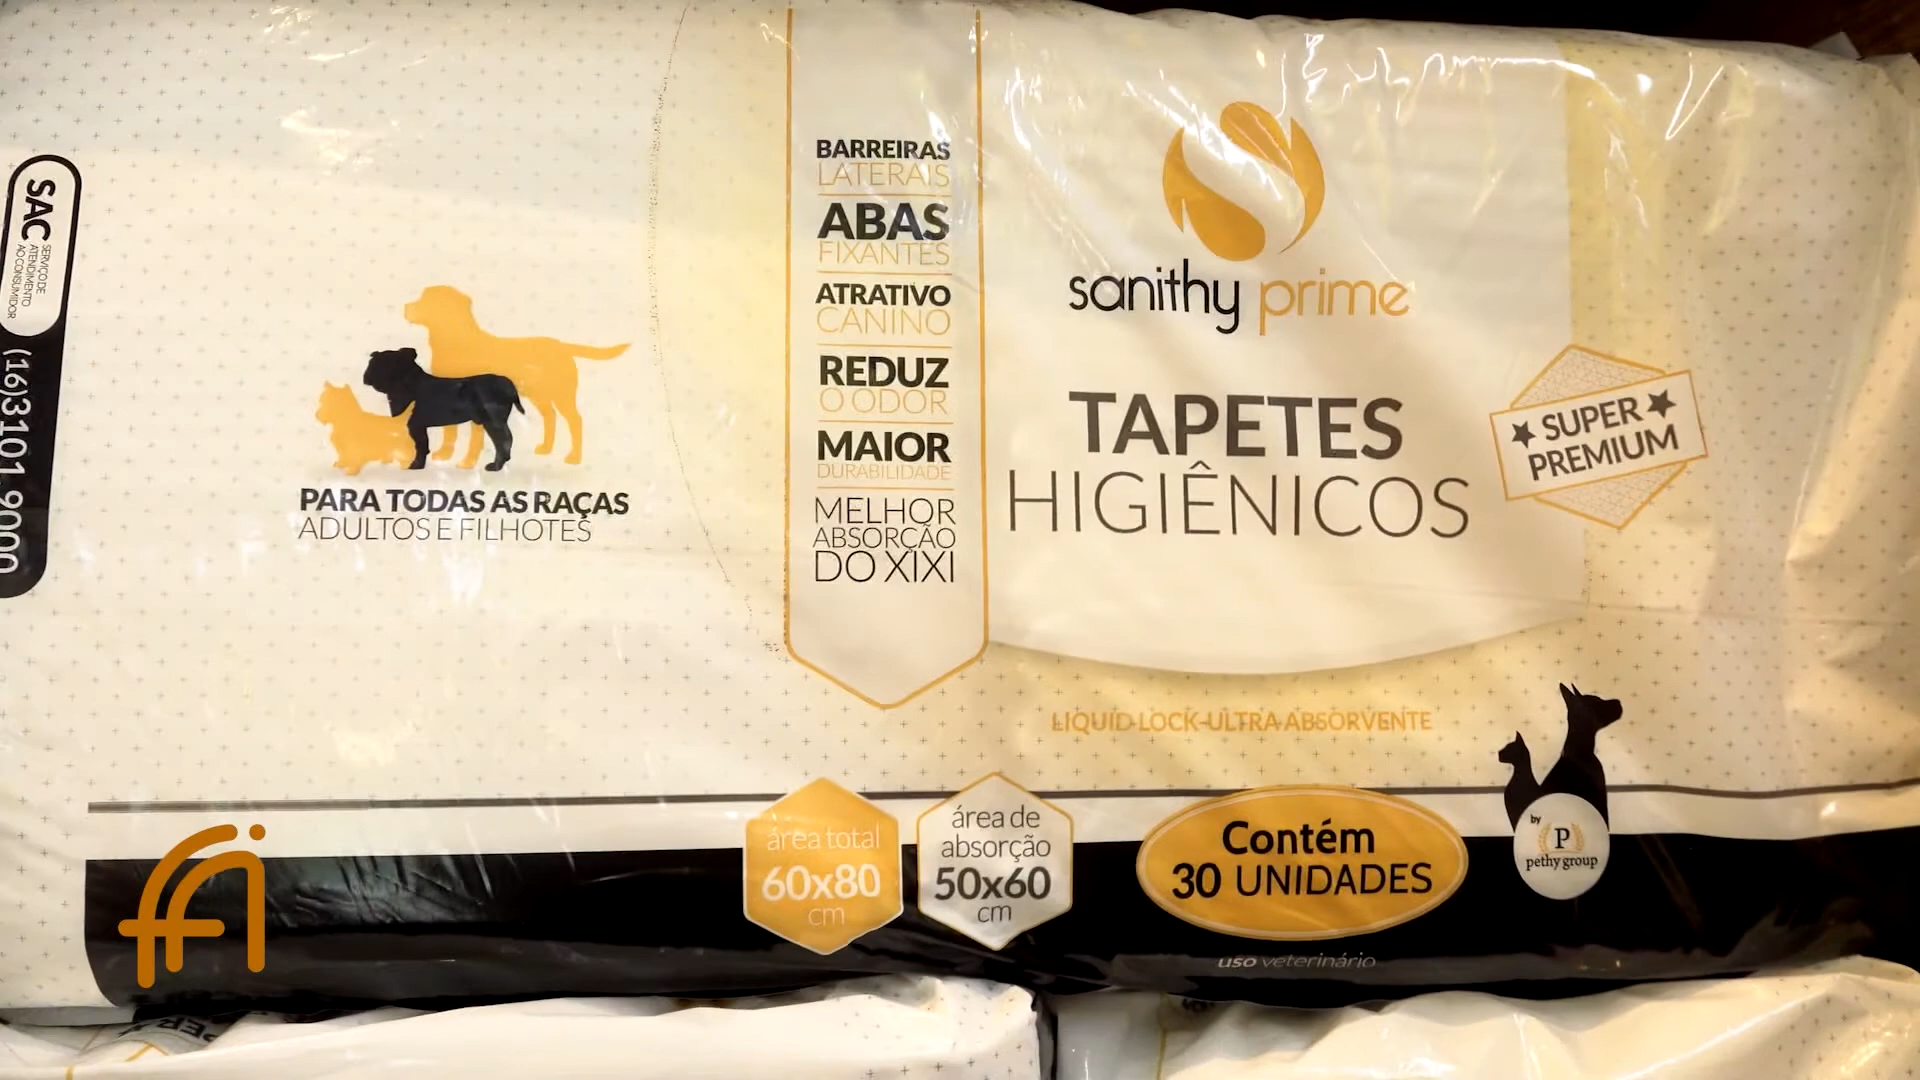 SAC
SERVIÇO DE
ATENDIMENTO
AO CONSUMIDOR
(16)3101 9000
PARA TODAS AS RAÇAS
ADULTOS E FILHOTES
BARREIRAS
LATERAIS
ABAS
FIXANTES
ATRATIVO
CANINO
REDUZ
O ODOR
MAIOR
DURABILIDADE
MELHOR
ABSORÇÃO
DO XIXI
sanithy prime
TAPETES
HIGIÊNICOS
SUPER
PREMIUM
LIQUID-LOCK-ULTRA ABSORVENTE
área total
60x80
cm
área de
absorção
50x60
cm
Contém
30 UNIDADES
by
P
pethy group
uso veterinário